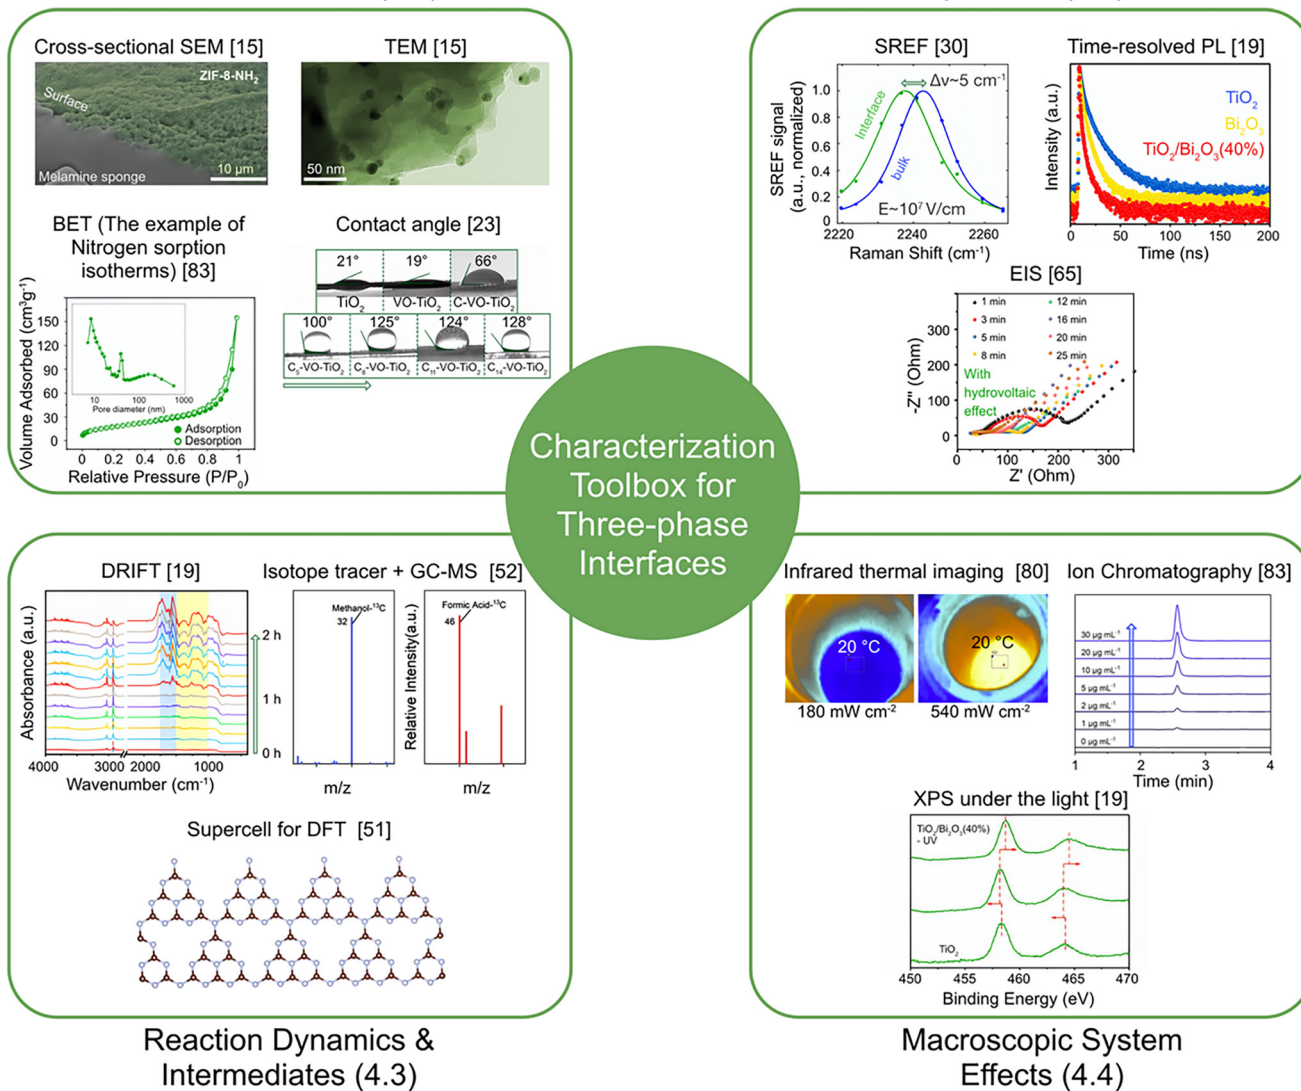 Cross-sectional SEM [15]
TEM [15]
ZIF-8-NH2
Surface
Melamine sponge
10 µm
50 nm
BET (The example of
Nitrogen sorption
isotherms) [83]
Volume Adsorbed (cm³g⁻¹)
150
120
90
60
30
0
10
100
1000
Pore diameter (nm)
Adsorption
Desorption
0
0.2
0.4
0.6
0.8
1
Relative Pressure (P/P0)
Contact angle [23]
21°
19°
66°
TiO2
VO-TiO2
C-VO-TiO2
100°
125°
124°
128°
C5-VO-TiO2
C8-VO-TiO2
C11-VO-TiO2
C14-VO-TiO2
SREF [30]
SREF signal
(a.u., normalized)
1.0
0.8
0.6
0.4
0.2
0
Interface
bulk
Δν~5 cm⁻¹
E~10⁷ V/cm
2220
2240
2260
Raman Shift (cm⁻¹)
Time-resolved PL [19]
Intensity (a.u.)
TiO2
Bi2O3
TiO2/Bi2O3(40%)
0
50
100
150
200
Time (ns)
EIS [65]
-Z'' (Ohm)
400
300
200
100
0
1 min
3 min
5 min
8 min
12 min
16 min
20 min
25 min
With
hydrovoltaic
effect
0
100
200
300
Z' (Ohm)
Characterization
Toolbox for
Three-phase
Interfaces
DRIFT [19]
Absorbance (a.u.)
2 h
1 h
0 h
4000
3000
2000
1000
Wavenumber (cm⁻¹)
Isotope tracer + GC-MS [52]
Methanol-¹³C
32
m/z
Relative Intensity(a.u.)
Formic Acid-¹³C
46
m/z
Supercell for DFT [51]
Infrared thermal imaging [80]
20 °C
20 °C
180 mW cm⁻²
540 mW cm⁻²
Ion Chromatography [83]
30 µg mL⁻¹
20 µg mL⁻¹
10 µg mL⁻¹
5 µg mL⁻¹
2 µg mL⁻¹
1 µg mL⁻¹
0 µg mL⁻¹
1
2
3
4
Time (min)
XPS under the light [19]
TiO2/Bi2O3(40%)
- UV
TiO2
450
455
460
465
470
Binding Energy (eV)
Reaction Dynamics &
Intermediates (4.3)
Macroscopic System
Effects (4.4)